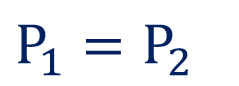 P₁ = P₂